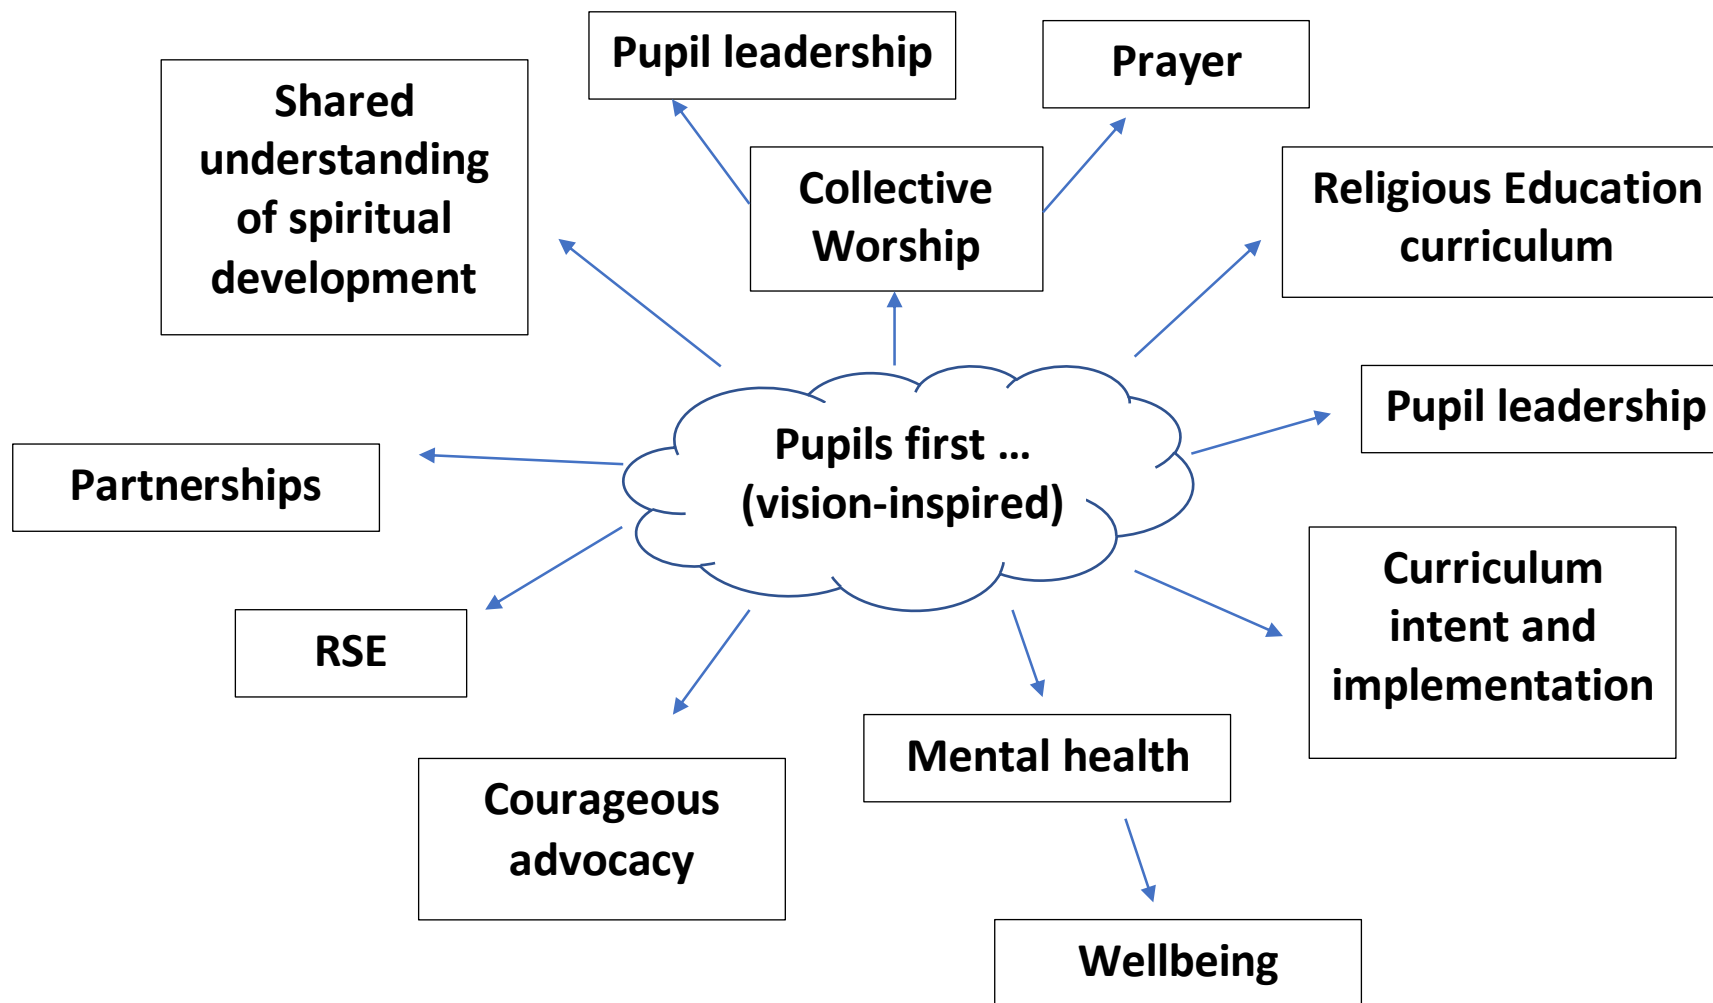 Pupil leadership
Prayer
Shared
understanding
of spiritual
development
Collective
Worship
Religious Education
curriculum
Pupils first ...
(vision-inspired)
Pupil leadership
Partnerships
RSE
Curriculum
intent and
implementation
Mental health
Courageous
advocacy
Wellbeing